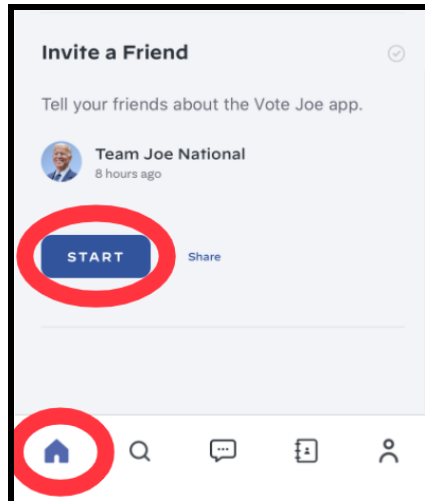 Invite a Friend
Tell your friends about the Vote Joe app.
Team Joe National
8 hours ago
START
Share